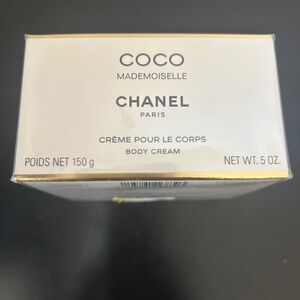 COCO
MADEMOISELLE
CHANEL
PARIS
CRÈME POUR LE CORPS
BODY CREAM
POIDS NET 150 g NET WT. 5 OZ.